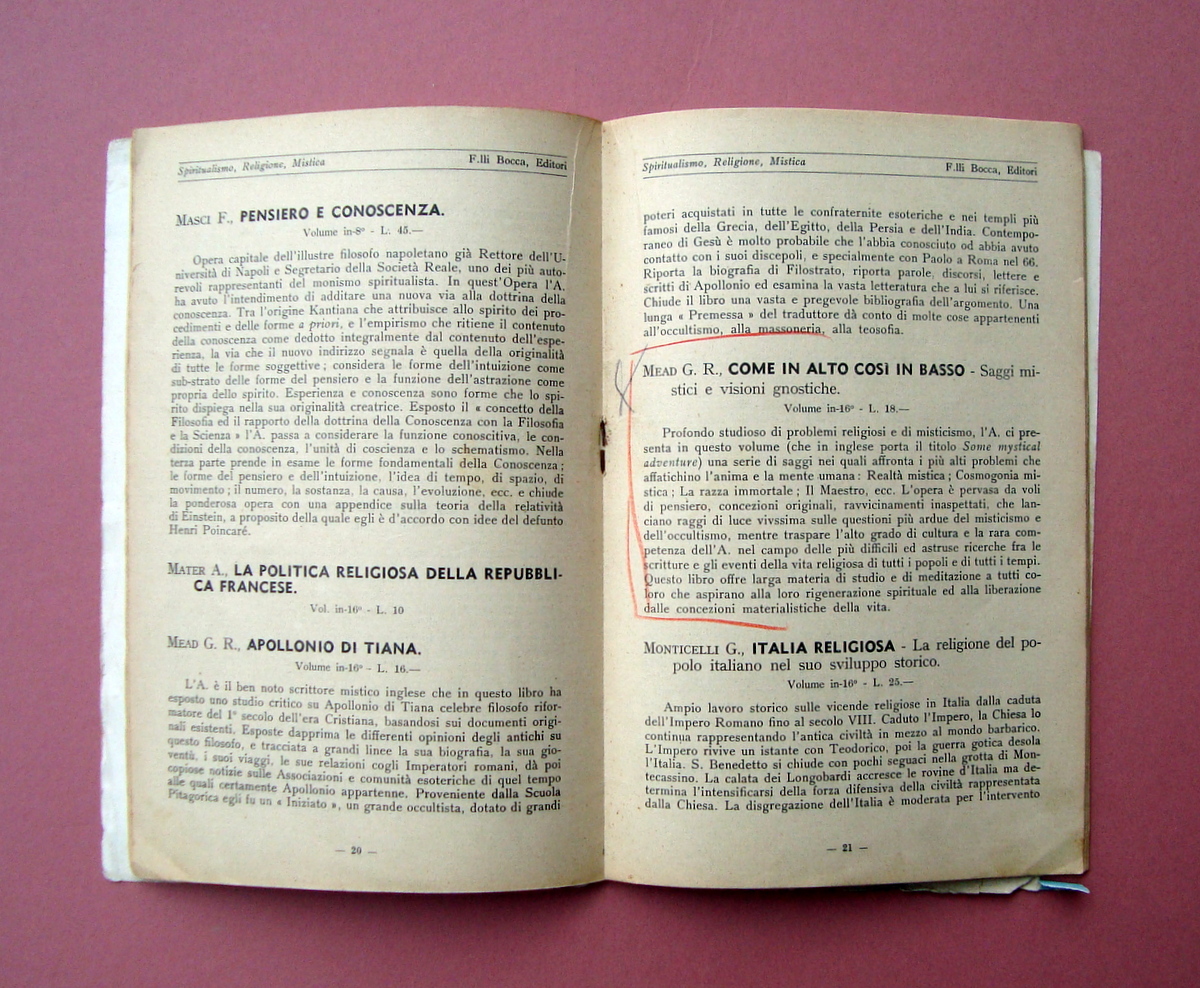 Spiritualismo, Religione, Mistica F.lli Bocca, Editori
MASCI F., PENSIERO E CONOSCENZA.
Volume in-8º - L. 45.—
Opera capitale dell'illustre filosofo napoletano già Rettore dell'U-
niversità di Napoli e Segretario della Società Reale, uno dei più auto-
revoli rappresentanti del monismo spiritualista. In quest'Opera l'A.
ha avuto l'intendimento di additare una nuova via alla dottrina della
conoscenza. Tra l'origine Kantiana che attribuisce allo spirito dei pro-
cedimenti e delle forme a priori, e l'empirismo che ritiene il contenuto
della conoscenza come dedotto integralmente dal contenuto dell'espe-
rienza, la via che il nuovo indirizzo segnala è quella della originalità
di tutte le forme soggettive; considera le forme dell'intuizione come
sub-strato delle forme del pensiero e la funzione dell'astrazione come
propria dello spirito. Esperienza e conoscenza sono forme che lo spi-
rito dispiega nella sua originalità creatrice. Esposto il « concetto della
Filosofia ed il rapporto della dottrina della Conoscenza con la Filosofia
e la Scienza » l'A. passa a considerare la funzione conoscitiva, le con-
dizioni della conoscenza, l'unità di coscienza e lo schematismo. Nella
terza parte prende in esame le forme fondamentali della Conoscenza;
le forme del pensiero e dell'intuizione, l'idea di tempo, di spazio, di
movimento; il numero, la sostanza, la causa, l'evoluzione, ecc. e chiude
la ponderosa opera con una appendice sulla teoria della relatività
di Einstein, a proposito della quale egli è d'accordo con idee del defunto
Henri Poincaré.
MATER A., LA POLITICA RELIGIOSA DELLA REPUBBLI-
CA FRANCESE.
Vol. in-16º - L. 10
MEAD G. R., APOLLONIO DI TIANA.
Volume in-16º - L. 16.—
L'A. è il ben noto scrittore mistico inglese che in questo libro ha
esposto uno studio critico su Apollonio di Tiana celebre filosofo rifor-
matore del 1º secolo dell'era Cristiana, basandosi sui documenti origi-
nali esistenti. Esposte dapprima le differenti opinioni degli antichi su
questo filosofo, e tracciata a grandi linee la sua biografia, la sua gio-
ventù, i suoi viaggi, le sue relazioni cogli Imperatori romani, dà poi
copiose notizie sulle Associazioni e comunità esoteriche di quel tempo
alle quali certamente Apollonio appartenne. Proveniente dalla Scuola
Pitagorica egli fu un « Iniziato », un grande occultista, dotato di grandi
— 20 —
Spiritualismo, Religione, Mistica F.lli Bocca, Editori
poteri acquistati in tutte le confraternite esoteriche e nei templi più
famosi della Grecia, dell'Egitto, della Persia e dell'India. Contempo-
raneo di Gesù è molto probabile che l'abbia conosciuto od abbia avuto
contatto con i suoi discepoli, e specialmente con Paolo a Roma nel 66.
Riporta la biografia di Filostrato, riporta parole, discorsi, lettere e
scritti di Apollonio ed esamina la vasta letteratura che a lui si riferisce.
Chiude il libro una vasta e pregevole bibliografia dell'argomento. Una
lunga « Premessa » del traduttore dà conto di molte cose appartenenti
all'occultismo, alla massoneria, alla teosofia.
MEAD G. R., COME IN ALTO COSÌ IN BASSO - Saggi mi-
stici e visioni gnostiche.
Volume in-16º - L. 18.—
Profondo studioso di problemi religiosi e di misticismo, l'A. ci pre-
senta in questo volume (che in inglese porta il titolo Some mystical
adventure) una serie di saggi nei quali affronta i più alti problemi che
affatichino l'anima e la mente umana: Realtà mistica; Cosmogonia mi-
stica; La razza immortale; Il Maestro, ecc. L'opera è pervasa da voli
di pensiero, concezioni originali, ravvicinamenti inaspettati, che lan-
ciano raggi di luce vivssima sulle questioni più ardue del misticismo e
dell'occultismo, mentre traspare l'alto grado di cultura e la rara com-
petenza dell'A. nel campo delle più difficili ed astruse ricerche fra le
scritture e gli eventi della vita religiosa di tutti i popoli e di tutti i tempi.
Questo libro offre larga materia di studio e di meditazione a tutti co-
loro che aspirano alla loro rigenerazione spirituale ed alla liberazione
dalle concezioni materialistiche della vita.
MONTICELLI G., ITALIA RELIGIOSA - La religione del po-
polo italiano nel suo sviluppo storico.
Volume in-16º - L. 25.—
Ampio lavoro storico sulle vicende religiose in Italia dalla caduta
dell'Impero Romano fino al secolo VIII. Caduto l'Impero, la Chiesa lo
continua rappresentando l'antica civiltà in mezzo al mondo barbarico.
L'Impero rivive un istante con Teodorico, poi la guerra gotica desola
l'Italia. S. Benedetto si chiude con pochi seguaci nella grotta di Mon-
tecassino. La calata dei Longobardi accresce le rovine d'Italia ma de-
termina l'intensificarsi della forza difensiva della civiltà rappresentata
dalla Chiesa. La disgregazione dell'Italia è moderata per l'intervento
— 21 —